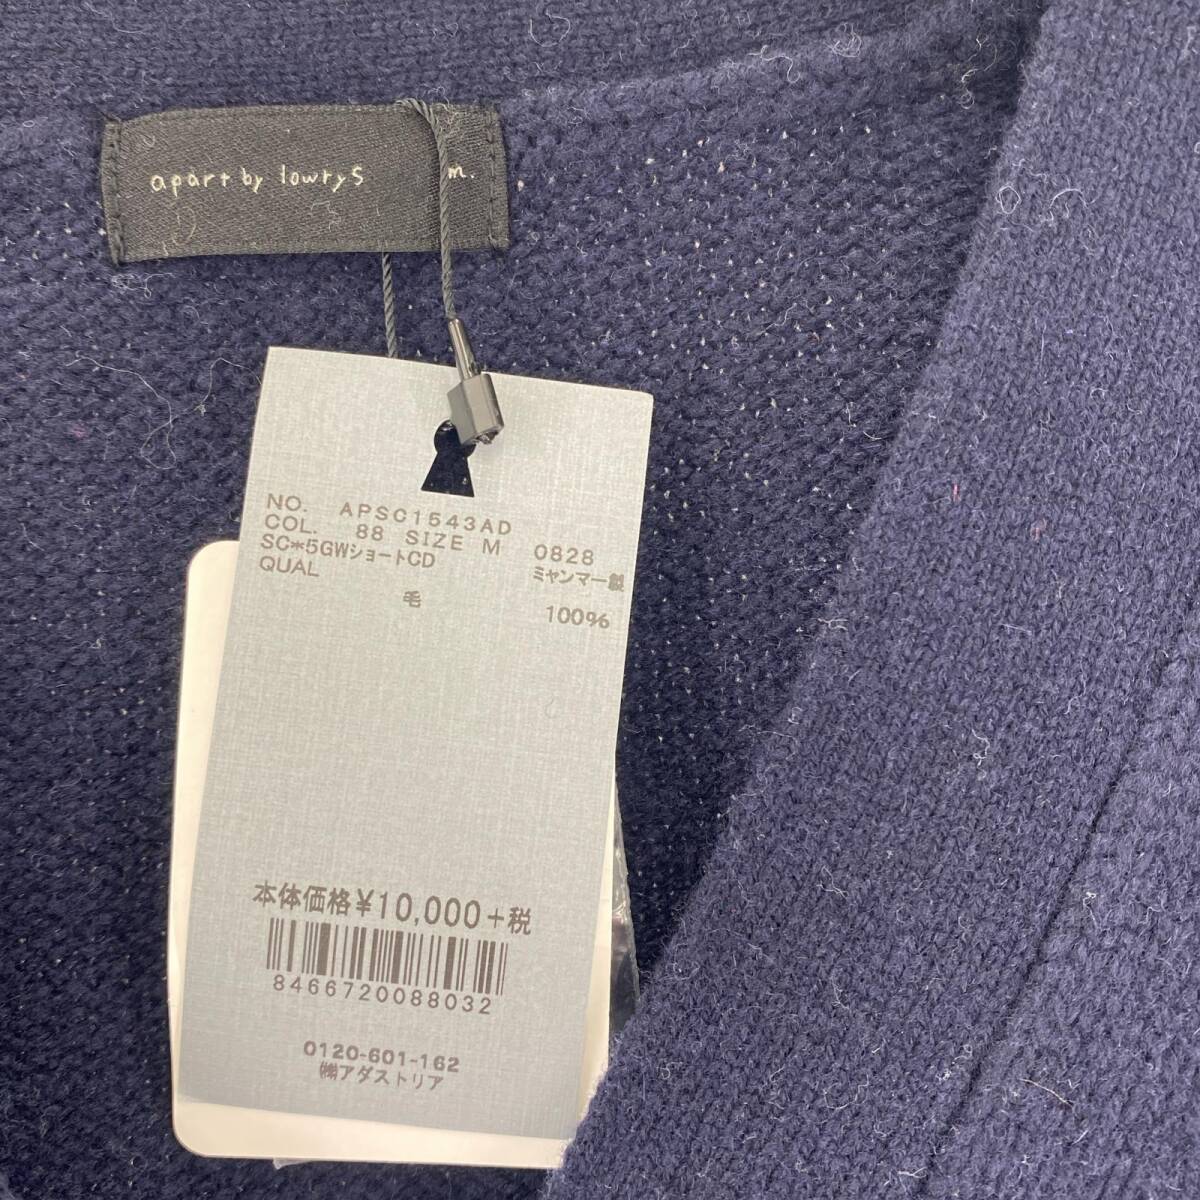 apart by lowrys m.
NO. APSC1543AD
COL. 88 SIZE M 0828
SC*5GWショートCD ミャンマー製
QUAL
毛 100%
本体価格¥10,000+税
8466720088032
0120-601-162
㈱アダストリア